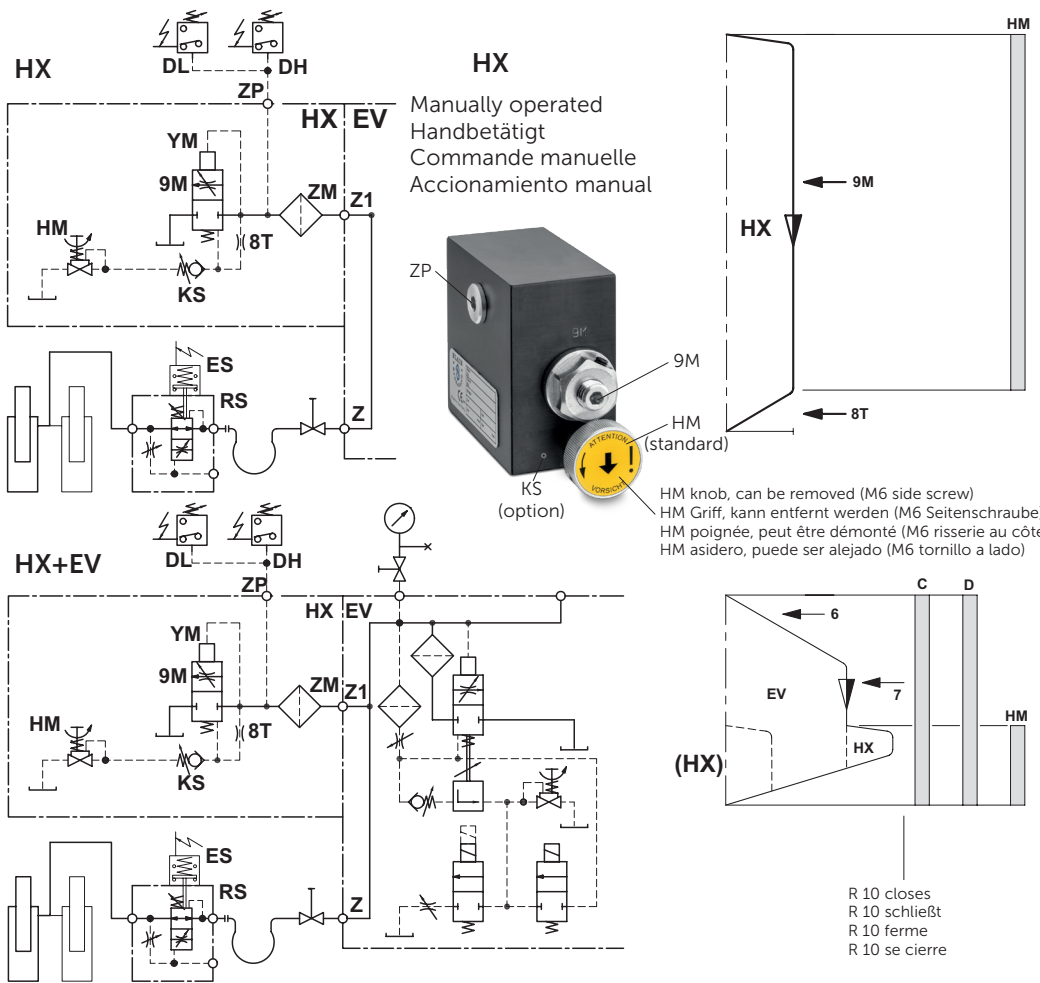 HX
DL
DH
ZP
HX
EV
YM
9M
ZM
Z1
HM
8T
KS
ES
RS
Z
HX
Manually operated
Handbetätigt
Commande manuelle
Accionamiento manual
ZP
9M
9M
HM
(standard)
ATTENTION
!
VORSICHT
KS
(option)
HM knob, can be removed (M6 side screw)
HM Griff, kann entfernt werden (M6 Seitenschraube)
HM poignée, peut être démonté (M6 risserie au côte
HM asidero, puede ser alejado (M6 tornillo a lado)
HM
9M
HX
8T
HX+EV
DL
DH
ZP
HX
EV
YM
9M
ZM
Z1
HM
8T
KS
ES
RS
Z
C
D
6
EV
7
HM
HX
(HX)
R 10 closes
R 10 schließt
R 10 ferme
R 10 se cierre